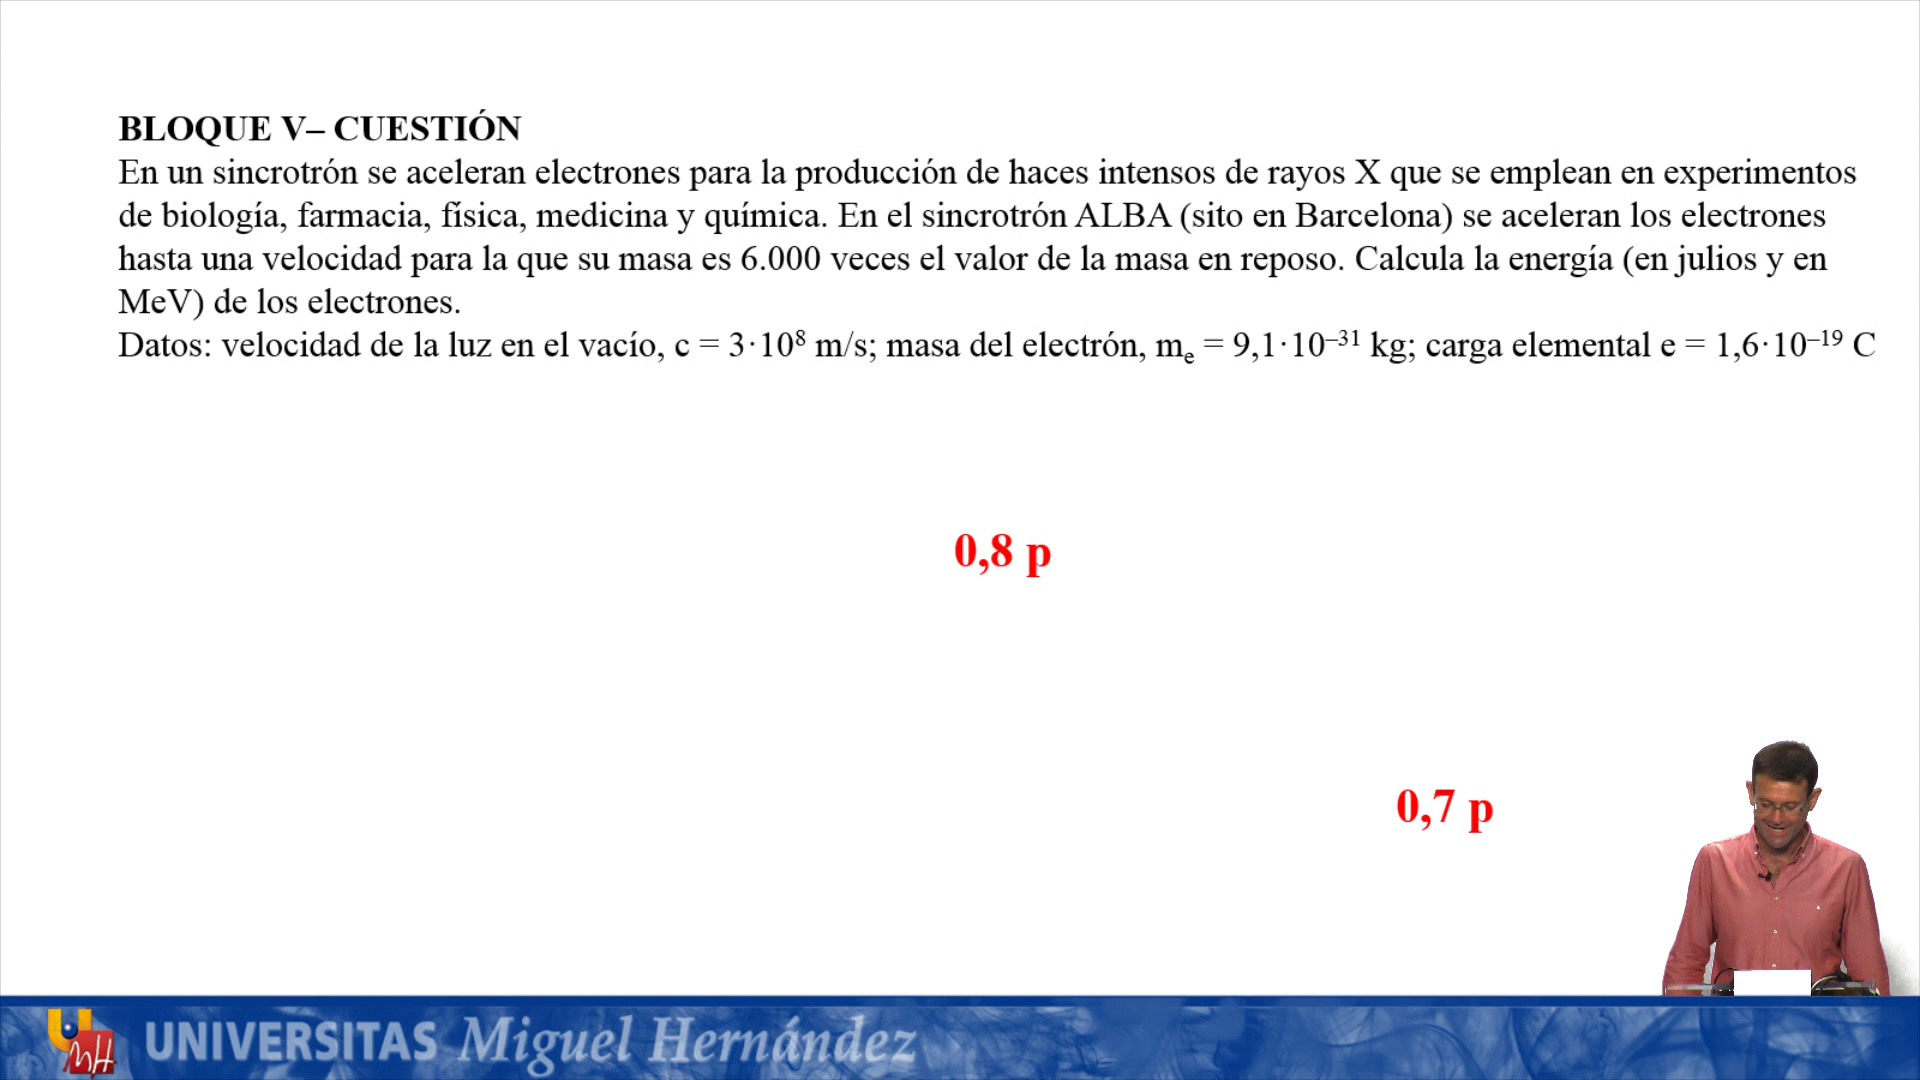 BLOQUE V– CUESTIÓN
En un sincrotrón se aceleran electrones para la producción de haces intensos de rayos X que se emplean en experimentos
de biología, farmacia, física, medicina y química. En el sincrotrón ALBA (sito en Barcelona) se aceleran los electrones
hasta una velocidad para la que su masa es 6.000 veces el valor de la masa en reposo. Calcula la energía (en julios y en
MeV) de los electrones.
Datos: velocidad de la luz en el vacío, c = 3·10⁸ m/s; masa del electrón, mₑ = 9,1·10⁻³¹ kg; carga elemental e = 1,6·10⁻¹⁹ C
0,8 p
0,7 p
UMH
UNIVERSITAS Miguel Hernández